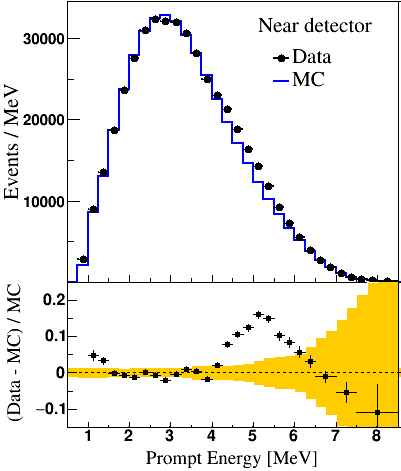 Near detector
Data
MC
Events / MeV
30000
20000
10000
(Data - MC) / MC
0.2
0.1
0
−0.1
1 2 3 4 5 6 7 8
Prompt Energy [MeV]